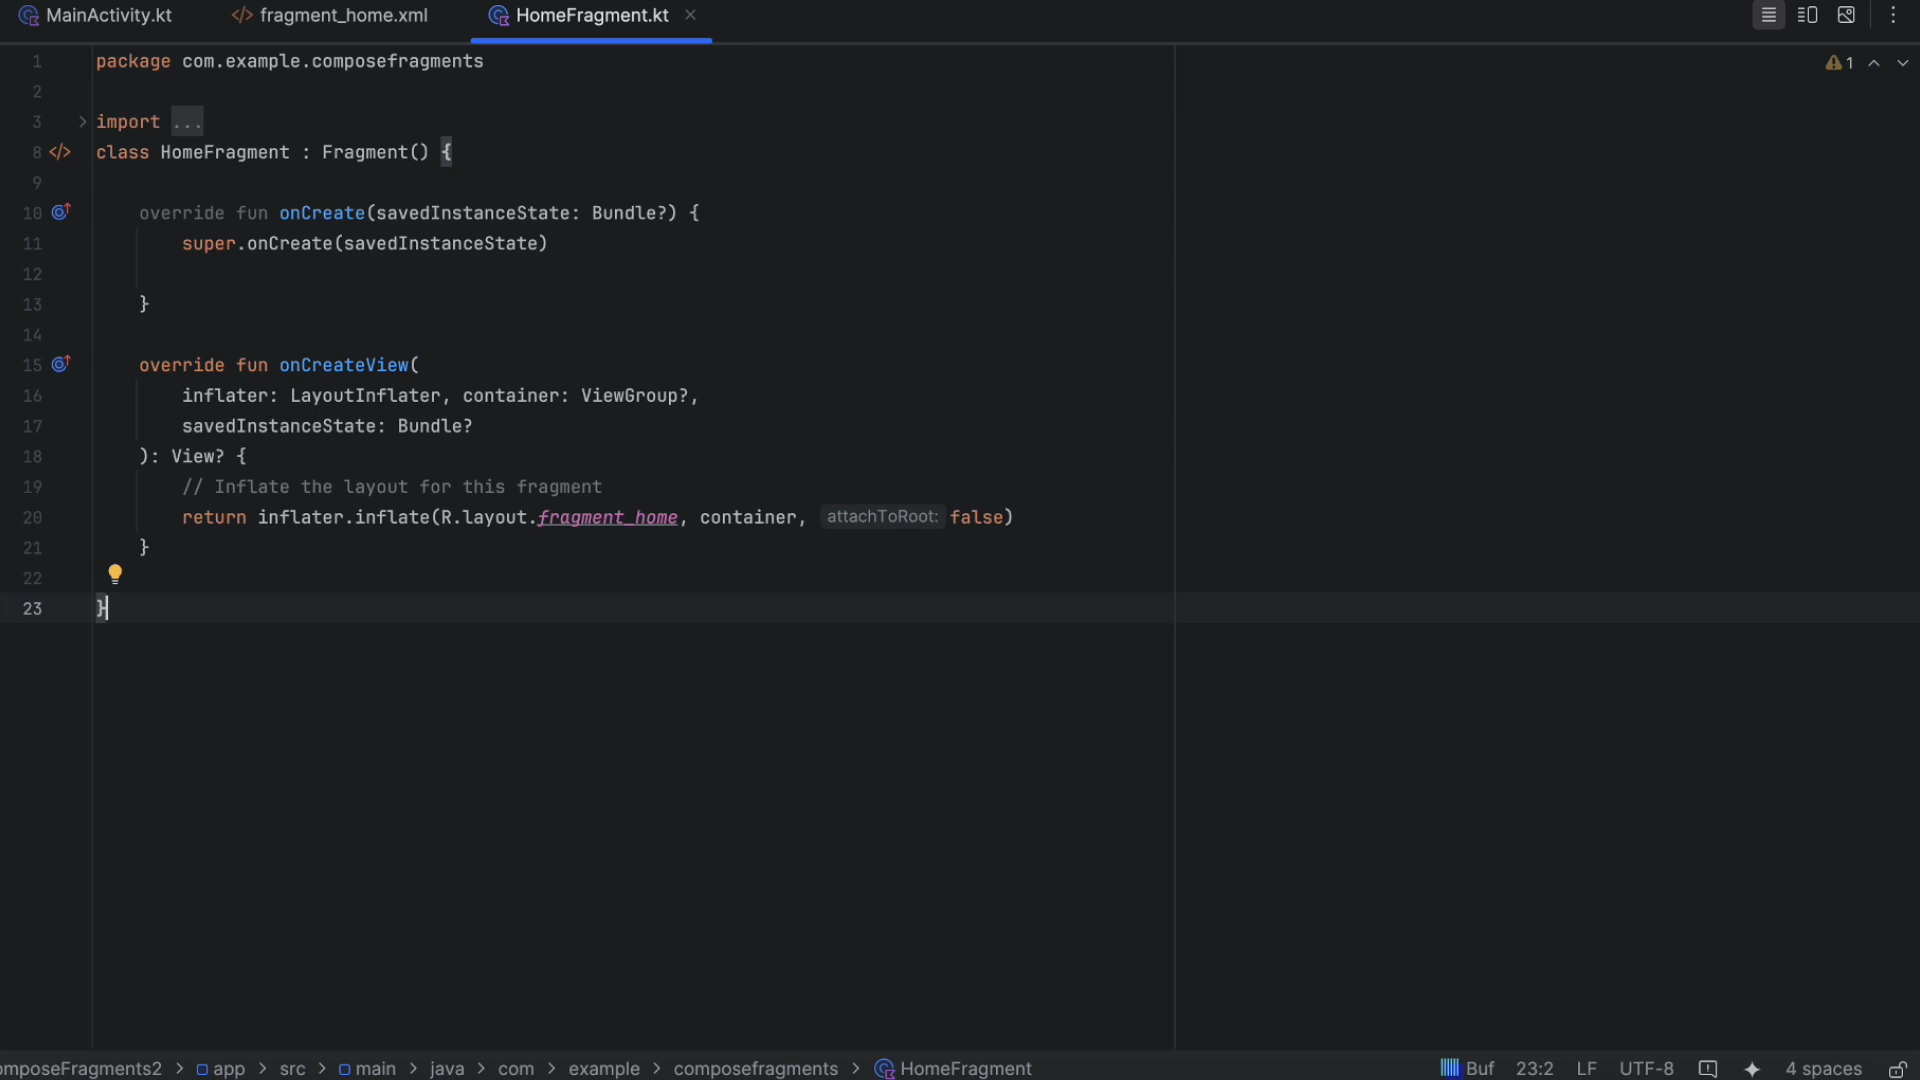 MainActivity.kt </> fragment_home.xml HomeFragment.kt
1 package com.example.composefragments 1
2
3 import ...
8 </> class HomeFragment : Fragment() {
9
10 override fun onCreate(savedInstanceState: Bundle?) {
11 super.onCreate(savedInstanceState)
12
13 }
14
15 override fun onCreateView(
16 inflater: LayoutInflater, container: ViewGroup?,
17 savedInstanceState: Bundle?
18 ): View? {
19 // Inflate the layout for this fragment
20 return inflater.inflate(R.layout.fragment_home, container, attachToRoot: false)
21 }
22
23 }
omposeFragments2 > app > src > main > java > com > example > composefragments > HomeFragment Buf 23:2 LF UTF-8 4 spaces